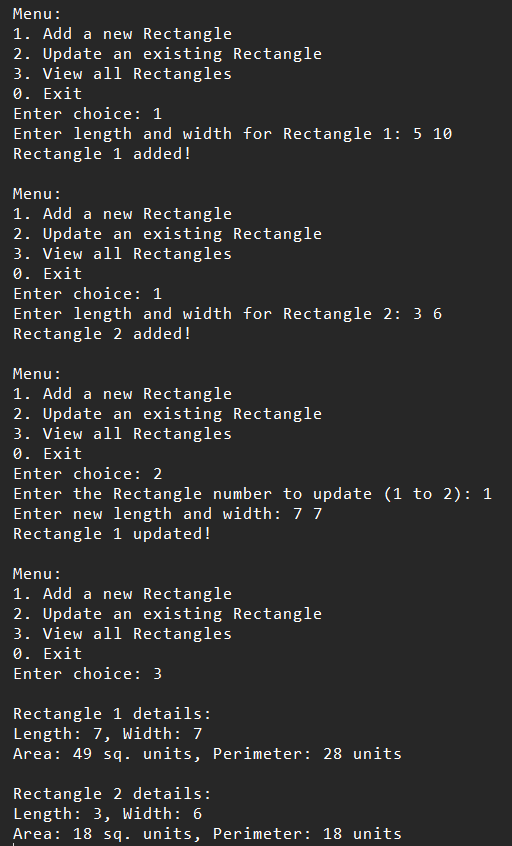 Menu:
1. Add a new Rectangle
2. Update an existing Rectangle
3. View all Rectangles
0. Exit
Enter choice: 1
Enter length and width for Rectangle 1: 5 10
Rectangle 1 added!

Menu:
1. Add a new Rectangle
2. Update an existing Rectangle
3. View all Rectangles
0. Exit
Enter choice: 1
Enter length and width for Rectangle 2: 3 6
Rectangle 2 added!

Menu:
1. Add a new Rectangle
2. Update an existing Rectangle
3. View all Rectangles
0. Exit
Enter choice: 2
Enter the Rectangle number to update (1 to 2): 1
Enter new length and width: 7 7
Rectangle 1 updated!

Menu:
1. Add a new Rectangle
2. Update an existing Rectangle
3. View all Rectangles
0. Exit
Enter choice: 3

Rectangle 1 details:
Length: 7, Width: 7
Area: 49 sq. units, Perimeter: 28 units

Rectangle 2 details:
Length: 3, Width: 6
Area: 18 sq. units, Perimeter: 18 units